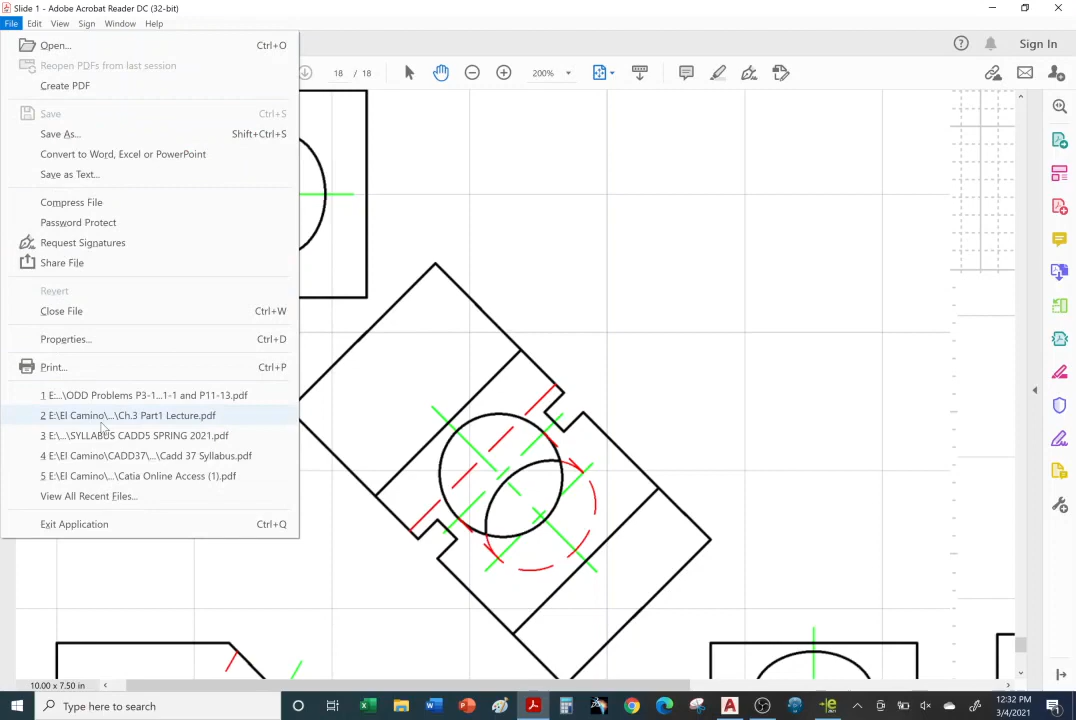 Slide 1 - Adobe Acrobat Reader DC (32-bit)
File Edit View Sign Window Help
Sign In
18 / 18
200%
Open... Ctrl+O
Reopen PDFs from last session
Create PDF
Save Ctrl+S
Save As... Shift+Ctrl+S
Convert to Word, Excel or PowerPoint
Save as Text...
Compress File
Password Protect
Request Signatures
Share File
Revert
Close File Ctrl+W
Properties... Ctrl+D
Print... Ctrl+P
1 E:...\ODD Problems P3-1...1-1 and P11-13.pdf
2 E:\El Camino\...\Ch.3 Part1 Lecture.pdf
3 E:\...\SYLLABUS CADD5 SPRING 2021.pdf
4 E:\El Camino\CADD37\...\Cadd 37 Syllabus.pdf
5 E:\El Camino\...\Catia Online Access (1).pdf
View All Recent Files...
Exit Application Ctrl+Q
10.00 x 7.50 in
Type here to search
12:32 PM
3/4/2021